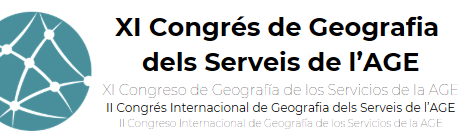 XI Congrés de Geografia
dels Serveis de l'AGE
XI Congreso de Geografía de los Servicios de la AGE
II Congrés Internacional de Geografia dels Serveis de l'AGE
II Congreso Internacional de Geografía de los Servicios de la AGE